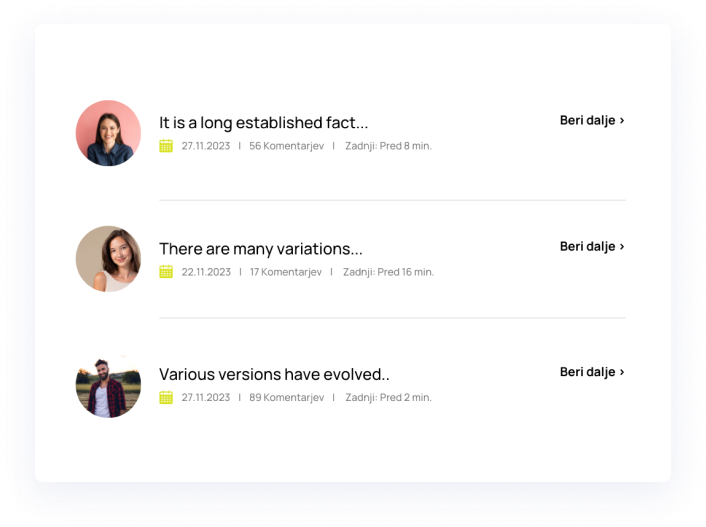 It is a long established fact...
Beri dalje ›
27.11.2023 | 56 Komentarjev | Zadnji: Pred 8 min.
There are many variations...
Beri dalje ›
22.11.2023 | 17 Komentarjev | Zadnji: Pred 16 min.
Various versions have evolved..
Beri dalje ›
27.11.2023 | 89 Komentarjev | Zadnji: Pred 2 min.